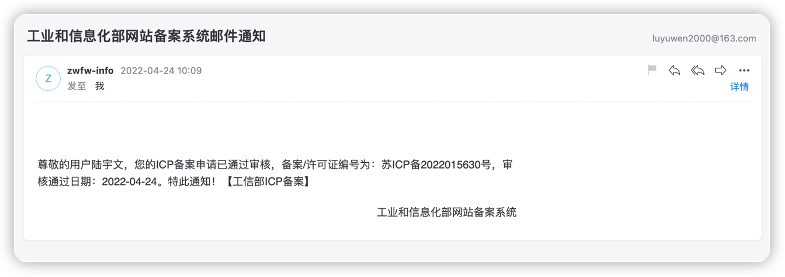 工业和信息化部网站备案系统邮件通知
luyuwen2000@163.com
Z
zwfw-info 2022-04-24 10:09
发至 我
详情
尊敬的用户陆宇文，您的ICP备案申请已通过审核，备案/许可证编号为：苏ICP备2022015630号，审
核通过日期：2022-04-24。特此通知！【工信部ICP备案】
工业和信息化部网站备案系统